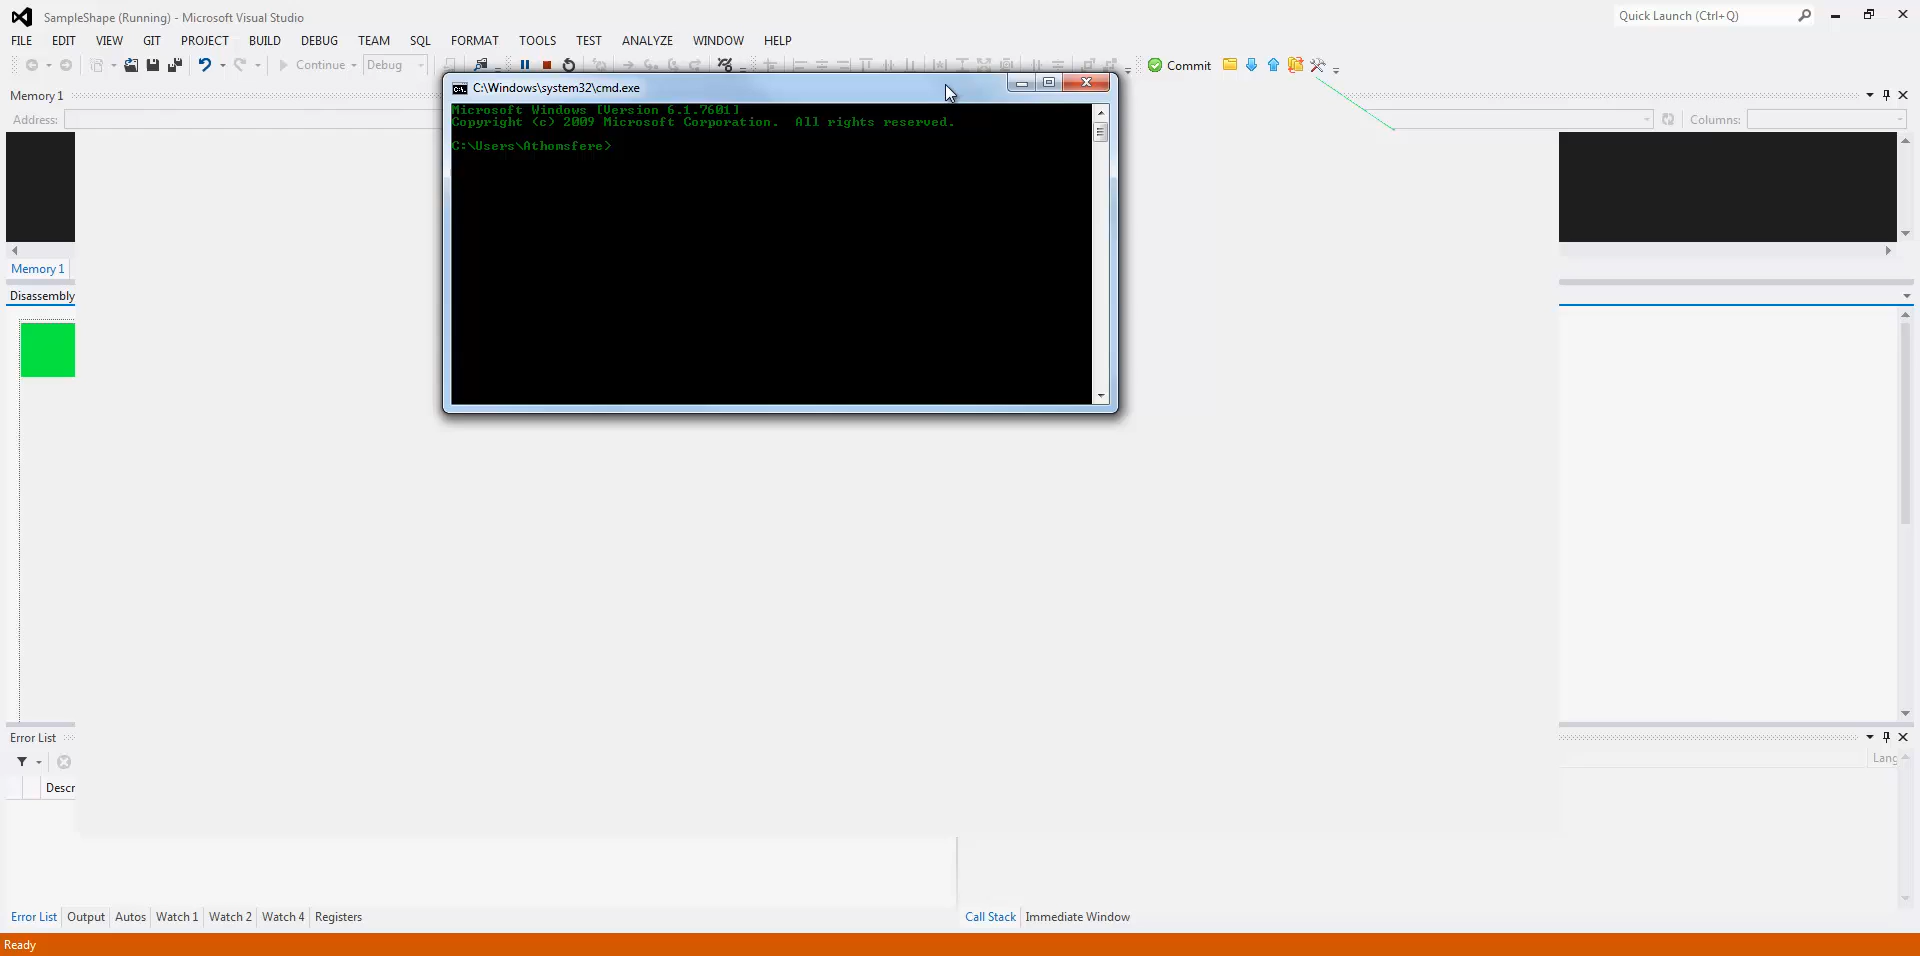 SampleShape (Running) - Microsoft Visual Studio
Quick Launch (Ctrl+Q)
FILE EDIT VIEW GIT PROJECT BUILD DEBUG TEAM SQL FORMAT TOOLS TEST ANALYZE WINDOW HELP
Continue Debug Commit
C:\Windows\system32\cmd.exe
Memory 1
Address:
Columns:
Microsoft Windows [Version 6.1.7601]
Copyright (c) 2009 Microsoft Corporation. All rights reserved.
C:\Users\Athomsfere>
Memory 1
Disassembly
Error List
Lang
Descr
Error List Output Autos Watch 1 Watch 2 Watch 4 Registers
Call Stack Immediate Window
Ready